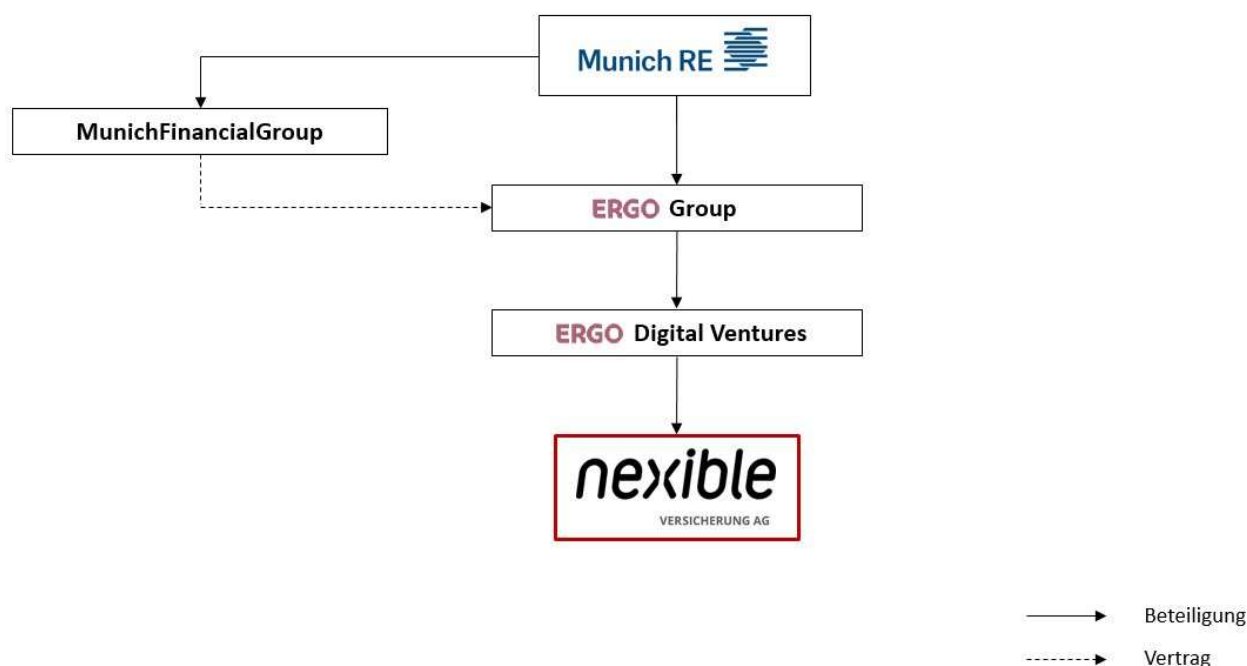 Munich RE
MunichFinancialGroup
ERGO Group
ERGO Digital Ventures
nexible
VERSICHERUNG AG
Beteiligung
Vertrag